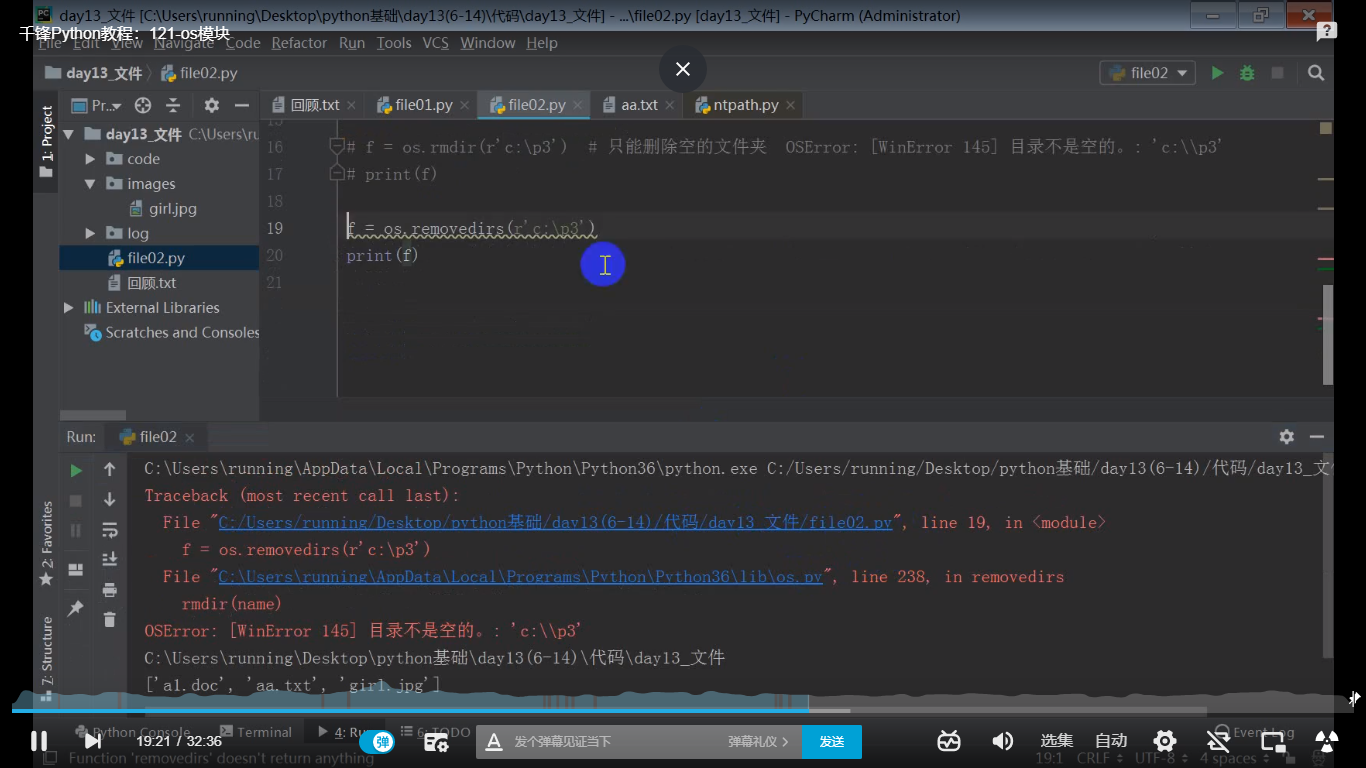 day13_文件 [C:\Users\running\Desktop\python基础\day13(6-14)\代码\day13_文件] - ...\file02.py [day13_文件] - PyCharm (Administrator)
千锋Python教程：121-os模块
File Edit View Navigate Code Refactor Run Tools VCS Window Help
day13_文件 file02.py file02
1: Project
Pr... 回顾.txt file01.py file02.py aa.txt ntpath.py
day13_文件 C:\Users\ru
code
images
girl.jpg
log
file02.py
回顾.txt
External Libraries
Scratches and Consoles
15
16 # f = os.rmdir(r'c:\p3') # 只能删除空的文件夹 OSError: [WinError 145] 目录不是空的。: 'c:\\p3'
17 # print(f)
18
19 f = os.removedirs(r'c:\p3')
20 print(f)
21
Run: file02
C:\Users\running\AppData\Local\Programs\Python\Python36\python.exe C:/Users/running/Desktop/python基础/day13(6-14)/代码/day13_文件
Traceback (most recent call last):
File "C:/Users/running/Desktop/python基础/day13(6-14)/代码/day13_文件/file02.py", line 19, in <module>
f = os.removedirs(r'c:\p3')
File "C:\Users\running\AppData\Local\Programs\Python\Python36\lib\os.py", line 238, in removedirs
rmdir(name)
OSError: [WinError 145] 目录不是空的。: 'c:\\p3'
C:\Users\running\Desktop\python基础\day13(6-14)\代码\day13_文件
['a1.doc', 'aa.txt', 'girl.jpg']
2: Favorites
7: Structure
Python Console Terminal 4: Ru 6: TODO Event Log
19:21 / 32:36 弹 发个弹幕见证当下 弹幕礼仪 > 发送 选集 自动
Function 'removedirs' doesn't return anything 19:1 CRLF UTF-8 4 spaces